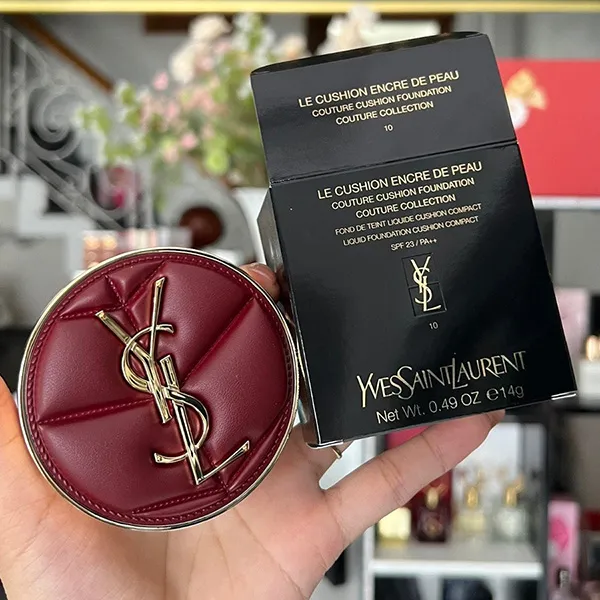 LE CUSHION ENCRE DE PEAU
COUTURE CUSHION FOUNDATION
COUTURE COLLECTION
10
LE CUSHION ENCRE DE PEAU
COUTURE CUSHION FOUNDATION
COUTURE COLLECTION
FOND DE TEINT LIQUIDE CUSHION COMPACT
LIQUID FOUNDATION CUSHION COMPACT
SPF 23 / PA++
YSL
10
YVESSAINTLAURENT
Net Wt. 0.49 OZ ℮14g
YSL